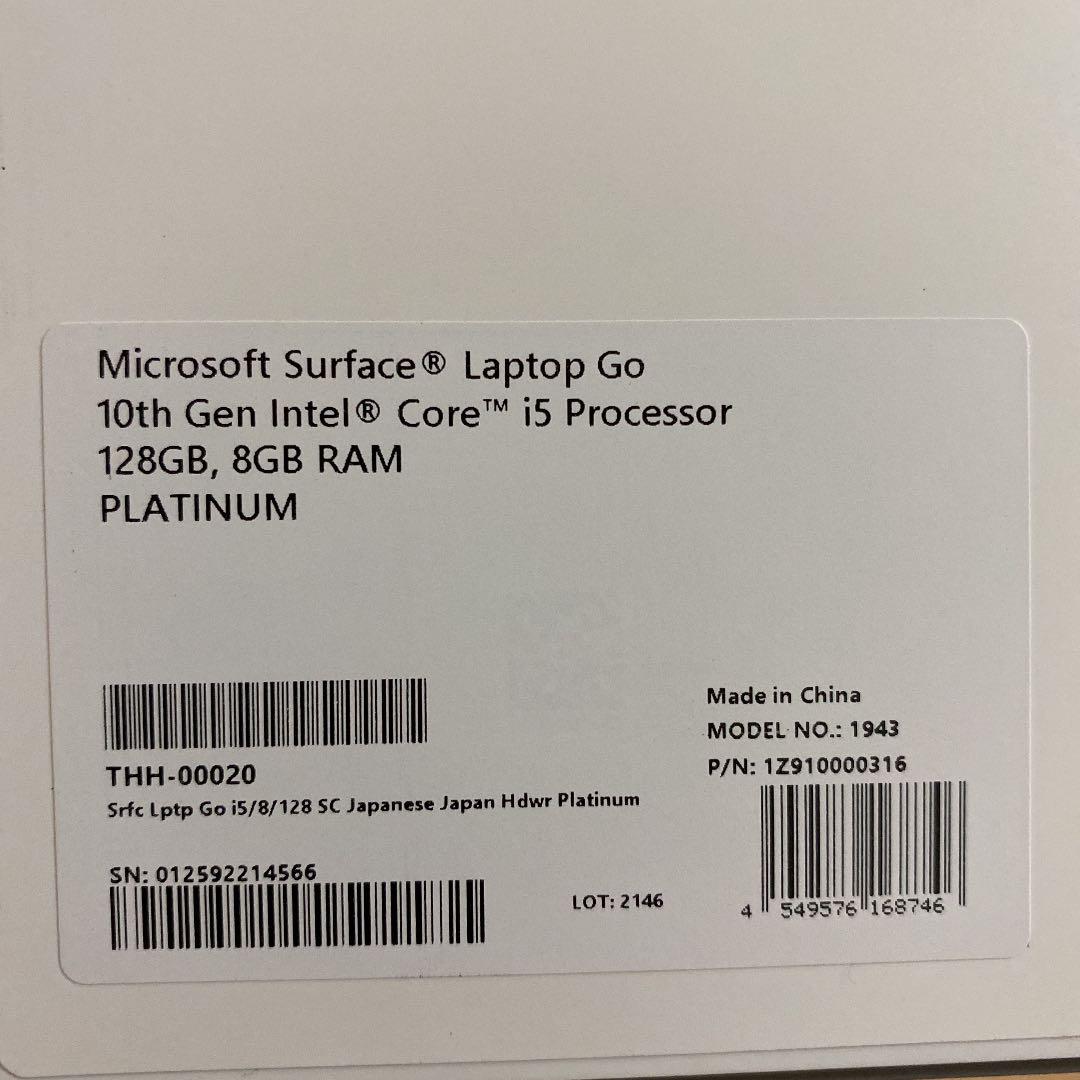 Microsoft Surface® Laptop Go
10th Gen Intel® Core™ i5 Processor
128GB, 8GB RAM
PLATINUM
THH-00020
Srfc Lptp Go i5/8/128 SC Japanese Japan Hdwr Platinum
SN: 012592214566
LOT: 2146
Made in China
MODEL NO.: 1943
P/N: 1Z910000316
4 549576 168746